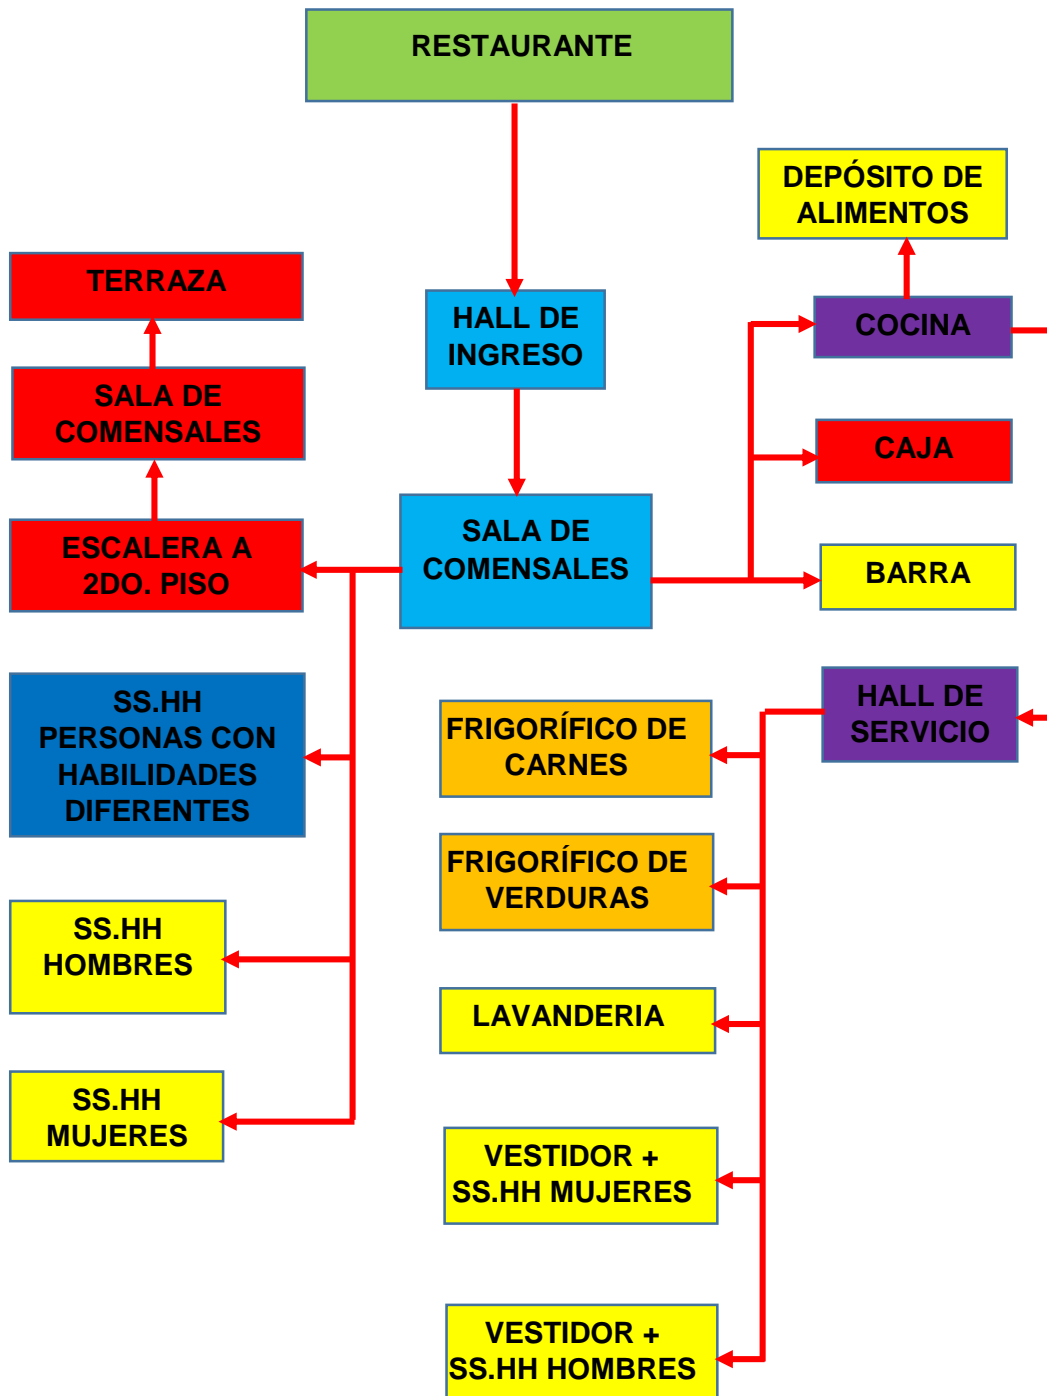 RESTAURANTE
DEPÓSITO DE
ALIMENTOS
TERRAZA
HALL DE
INGRESO
COCINA
SALA DE
COMENSALES
CAJA
SALA DE
COMENSALES
ESCALERA A
2DO. PISO
BARRA
SS.HH
PERSONAS CON
HABILIDADES
DIFERENTES
HALL DE
SERVICIO
FRIGORÍFICO DE
CARNES
FRIGORÍFICO DE
VERDURAS
SS.HH
HOMBRES
LAVANDERIA
SS.HH
MUJERES
VESTIDOR +
SS.HH MUJERES
VESTIDOR +
SS.HH HOMBRES